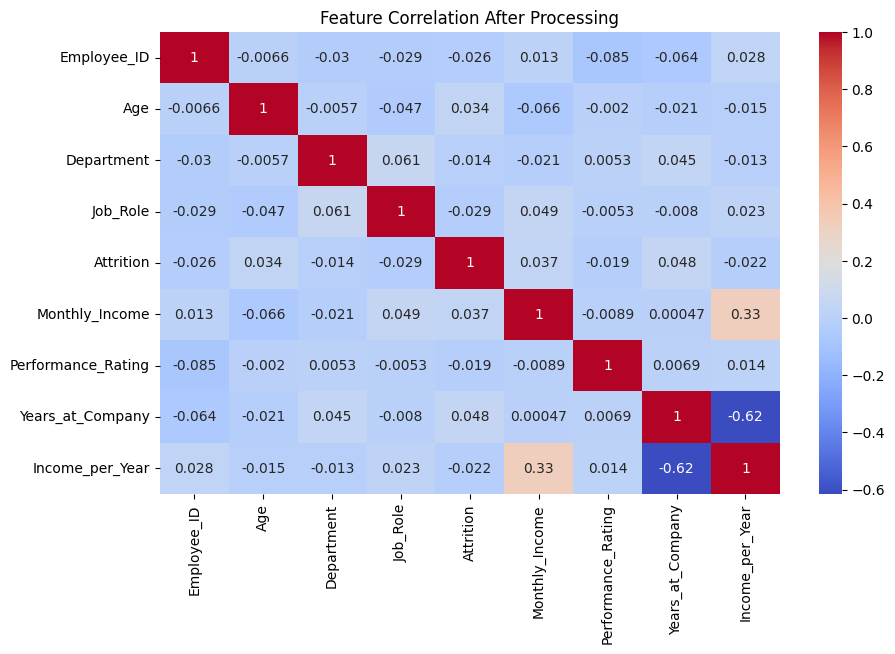 Feature Correlation After Processing
Employee_ID 1 -0.0066 -0.03 -0.029 -0.026 0.013 -0.085 -0.064 0.028
Age -0.0066 1 -0.0057 -0.047 0.034 -0.066 -0.002 -0.021 -0.015
Department -0.03 -0.0057 1 0.061 -0.014 -0.021 0.0053 0.045 -0.013
Job_Role -0.029 -0.047 0.061 1 -0.029 0.049 -0.0053 -0.008 0.023
Attrition -0.026 0.034 -0.014 -0.029 1 0.037 -0.019 0.048 -0.022
Monthly_Income 0.013 -0.066 -0.021 0.049 0.037 1 -0.0089 0.00047 0.33
Performance_Rating -0.085 -0.002 0.0053 -0.0053 -0.019 -0.0089 1 0.0069 0.014
Years_at_Company -0.064 -0.021 0.045 -0.008 0.048 0.00047 0.0069 1 -0.62
Income_per_Year 0.028 -0.015 -0.013 0.023 -0.022 0.33 0.014 -0.62 1
Employee_ID
Age
Department
Job_Role
Attrition
Monthly_Income
Performance_Rating
Years_at_Company
Income_per_Year
1.0
0.8
0.6
0.4
0.2
0.0
−0.2
−0.4
−0.6